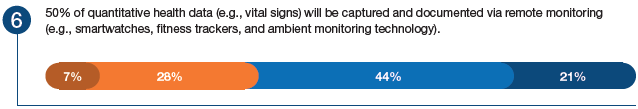 6
50% of quantitative health data (e.g., vital signs) will be captured and documented via remote monitoring
(e.g., smartwatches, fitness trackers, and ambient monitoring technology).
7% 28% 44% 21%